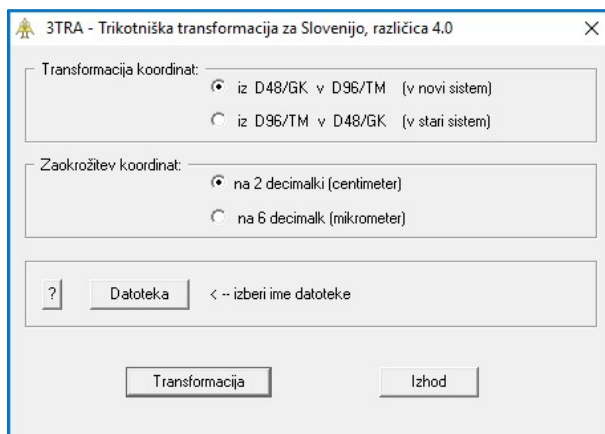 3TRA - Trikotniška transformacija za Slovenijo, različica 4.0
Transformacija koordinat:
iz D48/GK v D96/TM (v novi sistem)
iz D96/TM v D48/GK (v stari sistem)
Zaokrožitev koordinat:
na 2 decimalki (centimeter)
na 6 decimalk (mikrometer)
? Datoteka < -- izberi ime datoteke
Transformacija Izhod